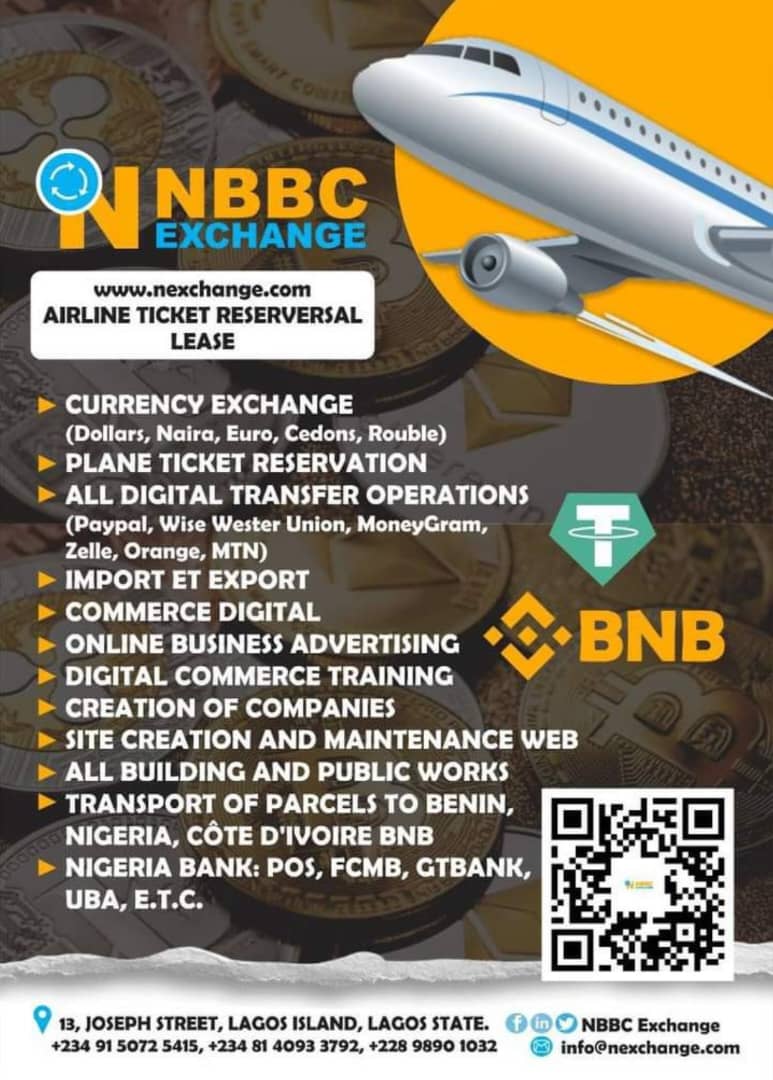 NBBC
EXCHANGE
www.nexchange.com
AIRLINE TICKET RESERVERSAL
LEASE
CURRENCY EXCHANGE
(Dollars, Naira, Euro, Cedons, Rouble)
PLANE TICKET RESERVATION
ALL DIGITAL TRANSFER OPERATIONS
(Paypal, Wise Wester Union, MoneyGram,
Zelle, Orange, MTN)
IMPORT ET EXPORT
COMMERCE DIGITAL
ONLINE BUSINESS ADVERTISING
BNB
DIGITAL COMMERCE TRAINING
CREATION OF COMPANIES
SITE CREATION AND MAINTENANCE WEB
ALL BUILDING AND PUBLIC WORKS
TRANSPORT OF PARCELS TO BENIN,
NIGERIA, CÔTE D'IVOIRE BNB
NIGERIA BANK: POS, FCMB, GTBANK,
UBA, E.T.C.
13, JOSEPH STREET, LAGOS ISLAND, LAGOS STATE.
+234 91 5072 5415, +234 81 4093 3792, +228 9890 1032
NBBC Exchange
info@nexchange.com